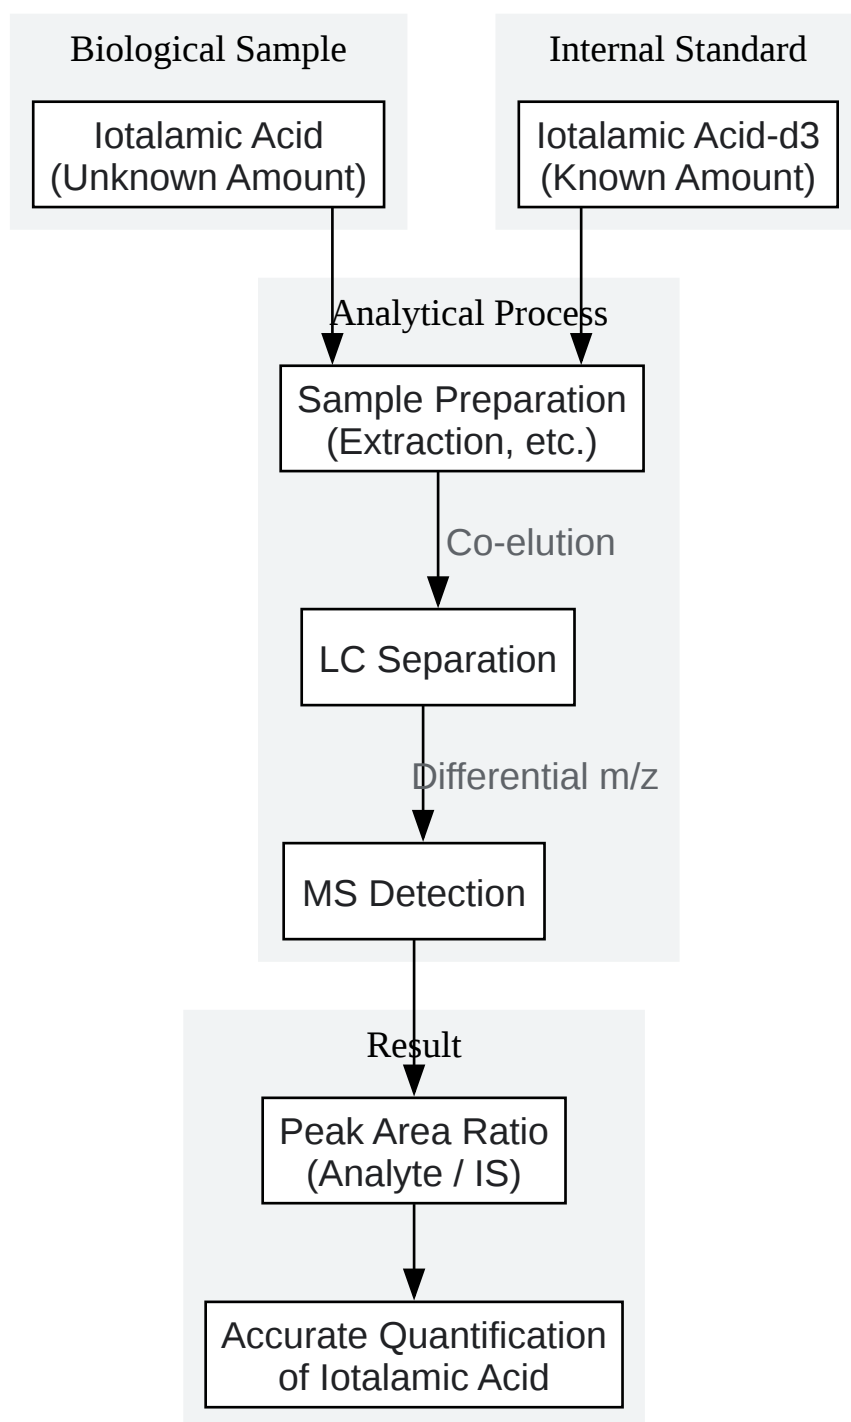 Biological Sample
Internal Standard
Iotalamic Acid
(Unknown Amount)
Iotalamic Acid-d3
(Known Amount)
Analytical Process
Sample Preparation
(Extraction, etc.)
Co-elution
LC Separation
Differential m/z
MS Detection
Result
Peak Area Ratio
(Analyte / IS)
Accurate Quantification
of Iotalamic Acid